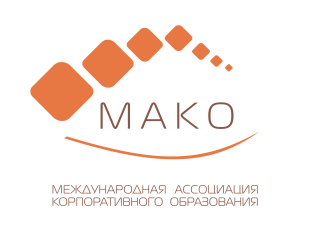 МАКО
МЕЖДУНАРОДНАЯ АССОЦИАЦИЯ
КОРПОРАТИВНОГО ОБРАЗОВАНИЯ